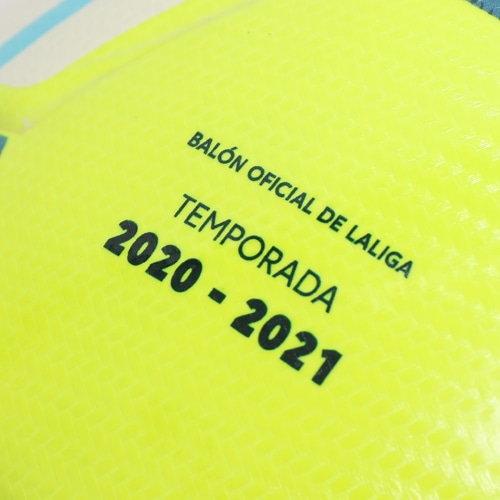 BALÓN OFICIAL DE LALIGA
TEMPORADA
2020 - 2021